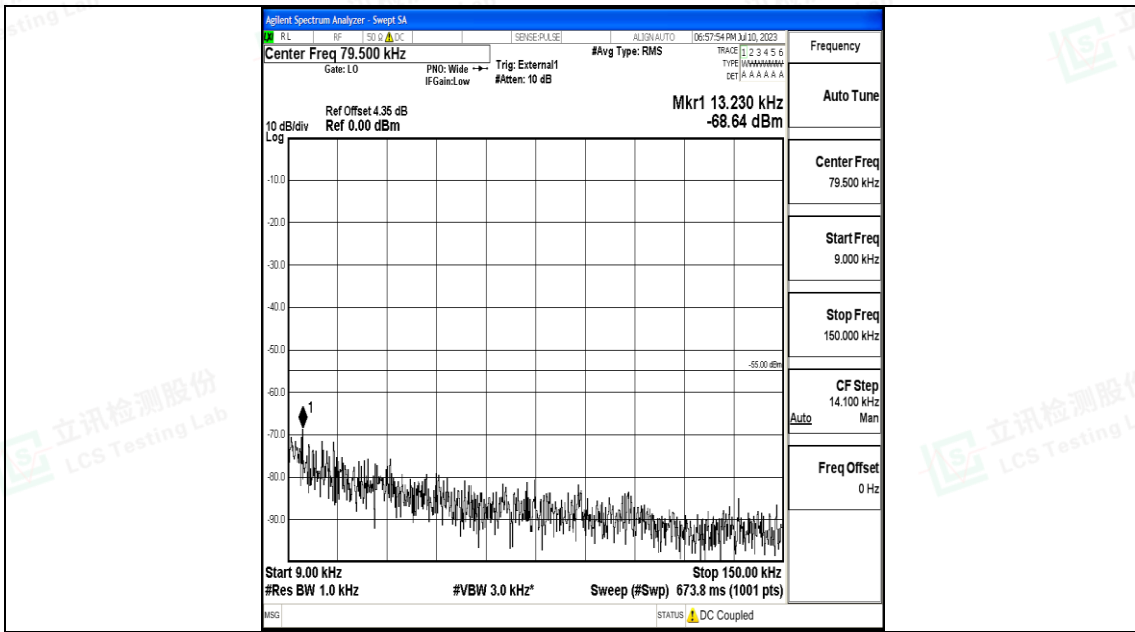 Agilent Spectrum Analyzer - Swept SA
RL RF 50 Ω DC SENSE:PULSE ALIGNAUTO 06:57:54 PM Jul 10, 2023
Center Freq 79.500 kHz
Gate: LO
PNO: Wide
IFGain:Low
Trig: External1
#Atten: 10 dB
#Avg Type: RMS
TRACE 1 2 3 4 5 6
TYPE
DET A A A A A A
Ref Offset 4.35 dB
10 dB/div Ref 0.00 dBm
Log
Mkr1 13.230 kHz
-68.64 dBm
-10.0
-20.0
-30.0
-40.0
-50.0
-55.00 dBm
-60.0
1
-70.0
-80.0
-90.0
Start 9.00 kHz Stop 150.00 kHz
#Res BW 1.0 kHz #VBW 3.0 kHz* Sweep (#Swp) 673.8 ms (1001 pts)
MSG STATUS DC Coupled
Frequency
Auto Tune
Center Freq
79.500 kHz
Start Freq
9.000 kHz
Stop Freq
150.000 kHz
CF Step
14.100 kHz
Auto Man
Freq Offset
0 Hz
立讯检测股份
LCS Testing Lab
立讯检测股份
LCS Testing L